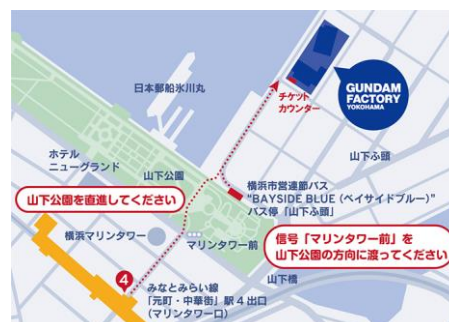 GUNDAM
FACTORY
YOKOHAMA
チケット
カウンター
日本郵船氷川丸
山下ふ頭
ホテル
ニューグランド
山下公園
横浜市営連節バス
“BAYSIDE BLUE(ベイサイドブルー)”
バス停「山下ふ頭」
山下公園を直進してください
横浜マリンタワー
マリンタワー前
信号「マリンタワー前」を
山下公園の方向に渡ってください
4
山下橋
みなとみらい線
「元町・中華街」駅 4 出口
(マリンタワー口)